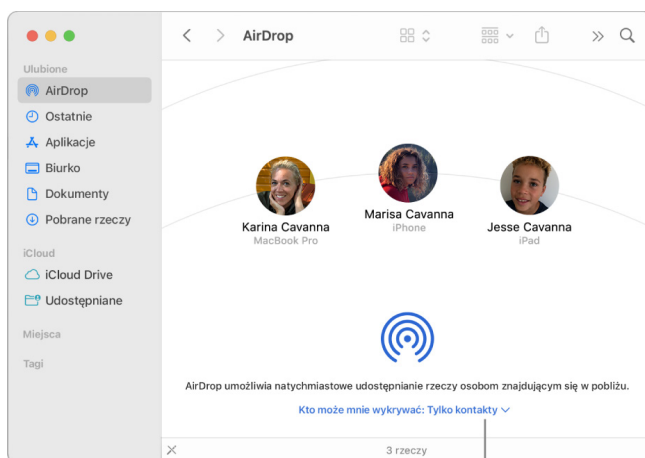 AirDrop
Ulubione
AirDrop
Ostatnie
Aplikacje
Biurko
Dokumenty
Pobrane rzeczy
iCloud
iCloud Drive
Udostępniane
Miejsca
Tagi
Karina Cavanna
MacBook Pro
Marisa Cavanna
iPhone
Jesse Cavanna
iPad
AirDrop umożliwia natychmiastowe udostępnianie rzeczy osobom znajdującym się w pobliżu.
Kto może mnie wykrywać: Tylko kontakty
3 rzeczy